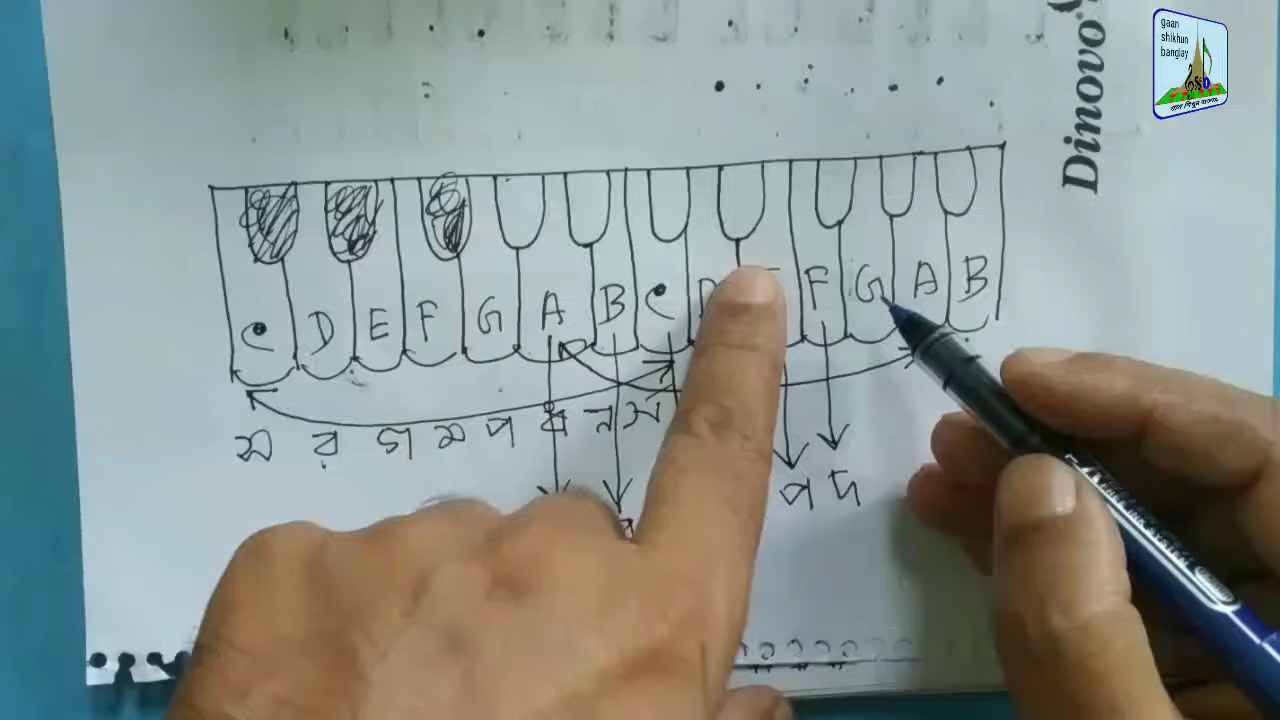 gaan
shikhun
banglay
গান শিখুন বাংলায়
Dinovo
C D E F G A B C D F G A B
স র গ ম প ধ ন স
প দ